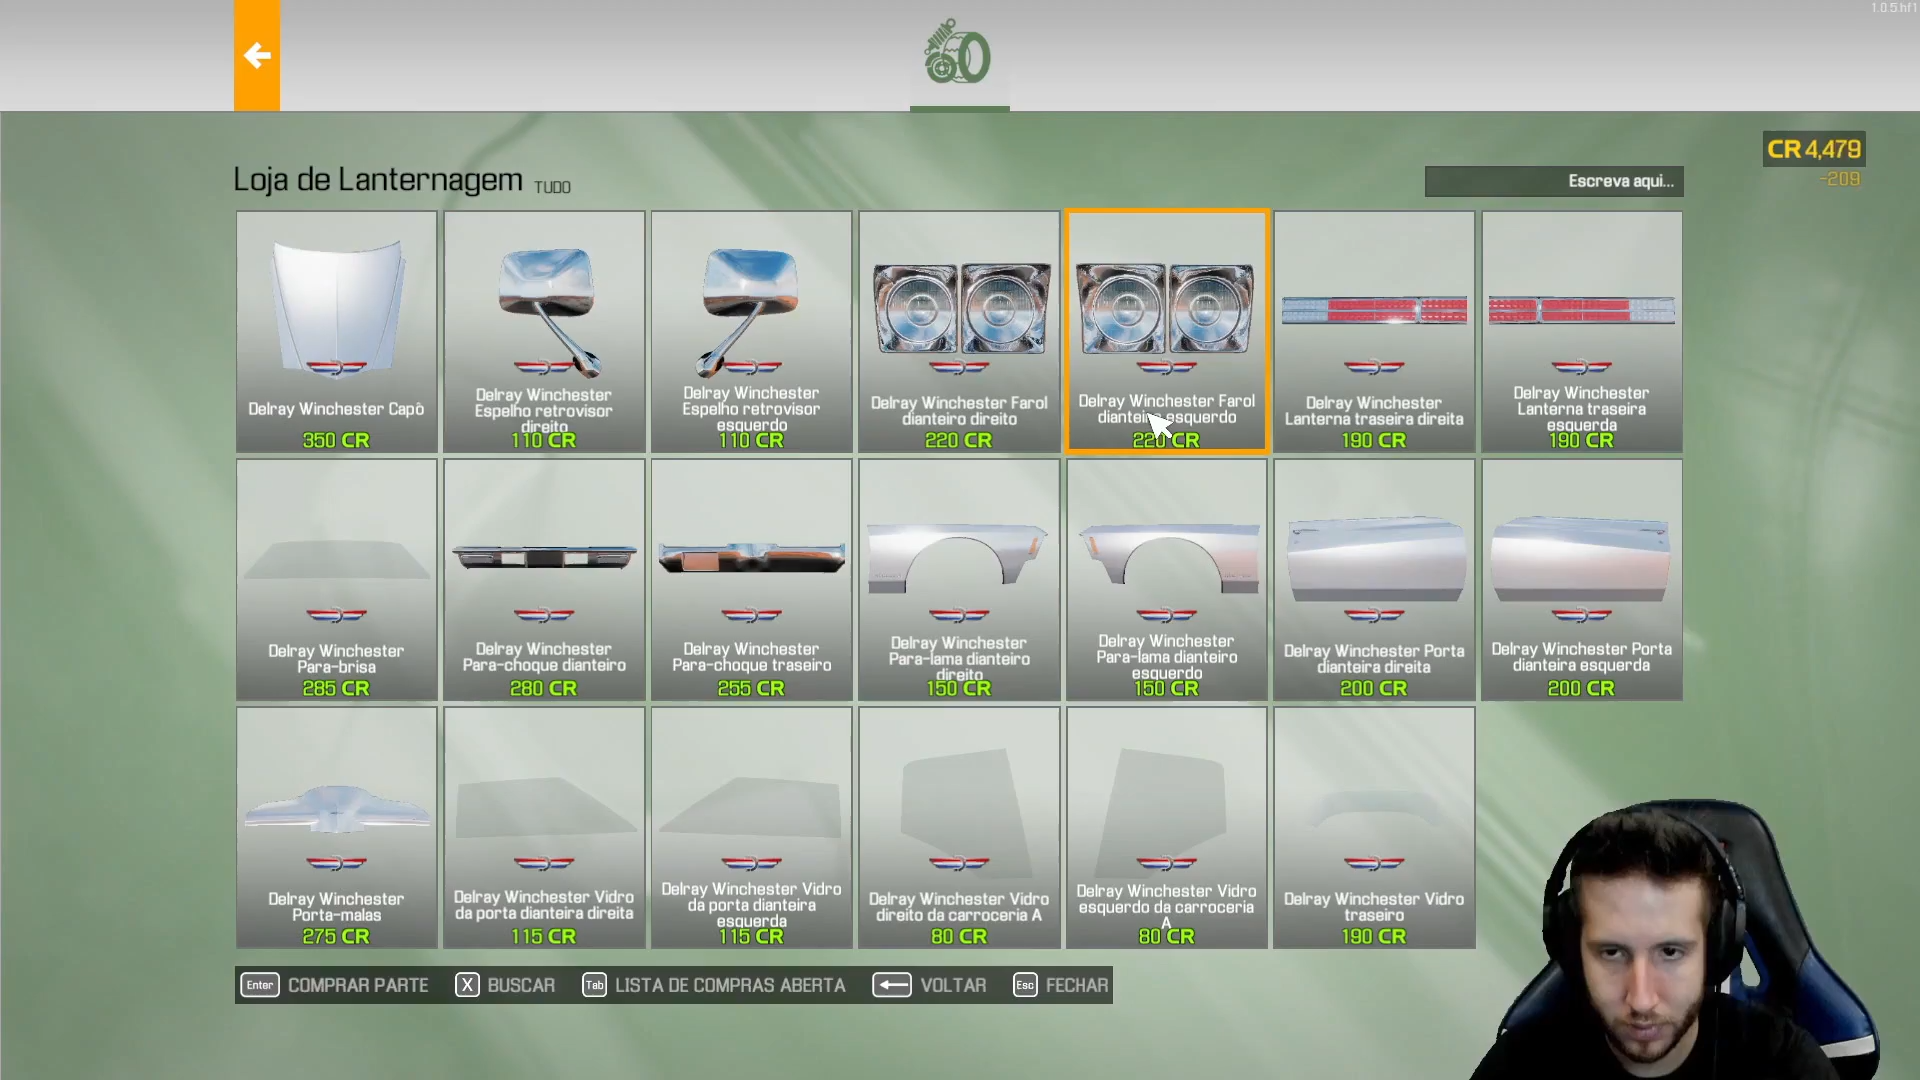 1.0.5.hf1
CR 4,479
-209
Loja de Lanternagem TUDO
Escreva aqui...
Delray Winchester Capô
350 CR
Delray Winchester
Espelho retrovisor
direito
110 CR
Delray Winchester
Espelho retrovisor
esquerdo
110 CR
Delray Winchester Farol
dianteiro direito
220 CR
Delray Winchester Farol
dianteiro esquerdo
220 CR
Delray Winchester
Lanterna traseira direita
190 CR
Delray Winchester
Lanterna traseira
esquerda
190 CR
Delray Winchester
Para-brisa
285 CR
Delray Winchester
Para-choque dianteiro
280 CR
Delray Winchester
Para-choque traseiro
255 CR
Delray Winchester
Para-lama dianteiro
direito
150 CR
Delray Winchester
Para-lama dianteiro
esquerdo
150 CR
Delray Winchester Porta
dianteira direita
200 CR
Delray Winchester Porta
dianteira esquerda
200 CR
Delray Winchester
Porta-malas
275 CR
Delray Winchester Vidro
da porta dianteira direita
115 CR
Delray Winchester Vidro
da porta dianteira
esquerda
115 CR
Delray Winchester Vidro
direito da carroceria A
80 CR
Delray Winchester Vidro
esquerdo da carroceria
A
80 CR
Delray Winchester Vidro
traseiro
190 CR
Enter COMPRAR PARTE X BUSCAR Tab LISTA DE COMPRAS ABERTA VOLTAR Esc FECHAR